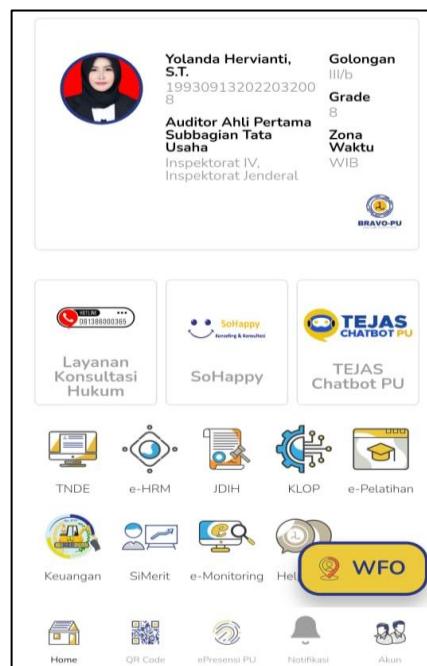 Yolanda Hervianti,
S.T.
19930913202203200
8
Auditor Ahli Pertama
Subbagian Tata
Usaha
Inspektorat IV,
Inspektorat Jenderal
Golongan
III/b
Grade
8
Zona
Waktu
WIB
BRAVO-PU
HOTLINE
081388000365
Layanan
Konsultasi
Hukum
SoHappy
Konseling & Konsultasi
SoHappy
TEJAS
CHATBOT PU
TEJAS
Chatbot PU
TNDE
e-HRM
JDIH
KLOP
e-Pelatihan
Keuangan
SiMerit
e-Monitoring
Hel
WFO
Home
QR Code
ePresensi PU
Notifikasi
Akun